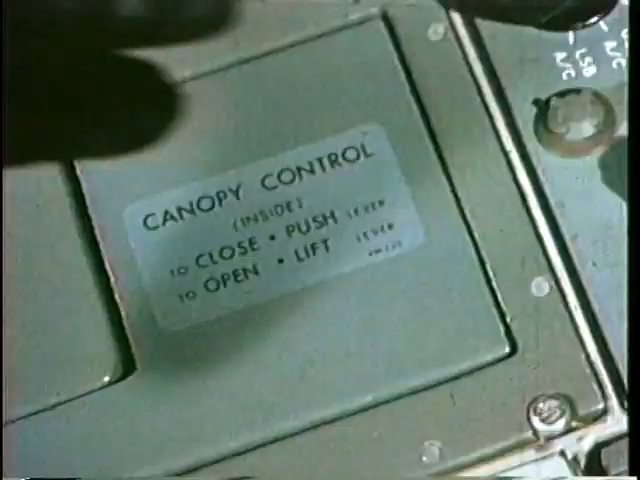 CANOPY CONTROL
(INSIDE)
TO CLOSE • PUSH LEVER
TO OPEN • LIFT LEVER